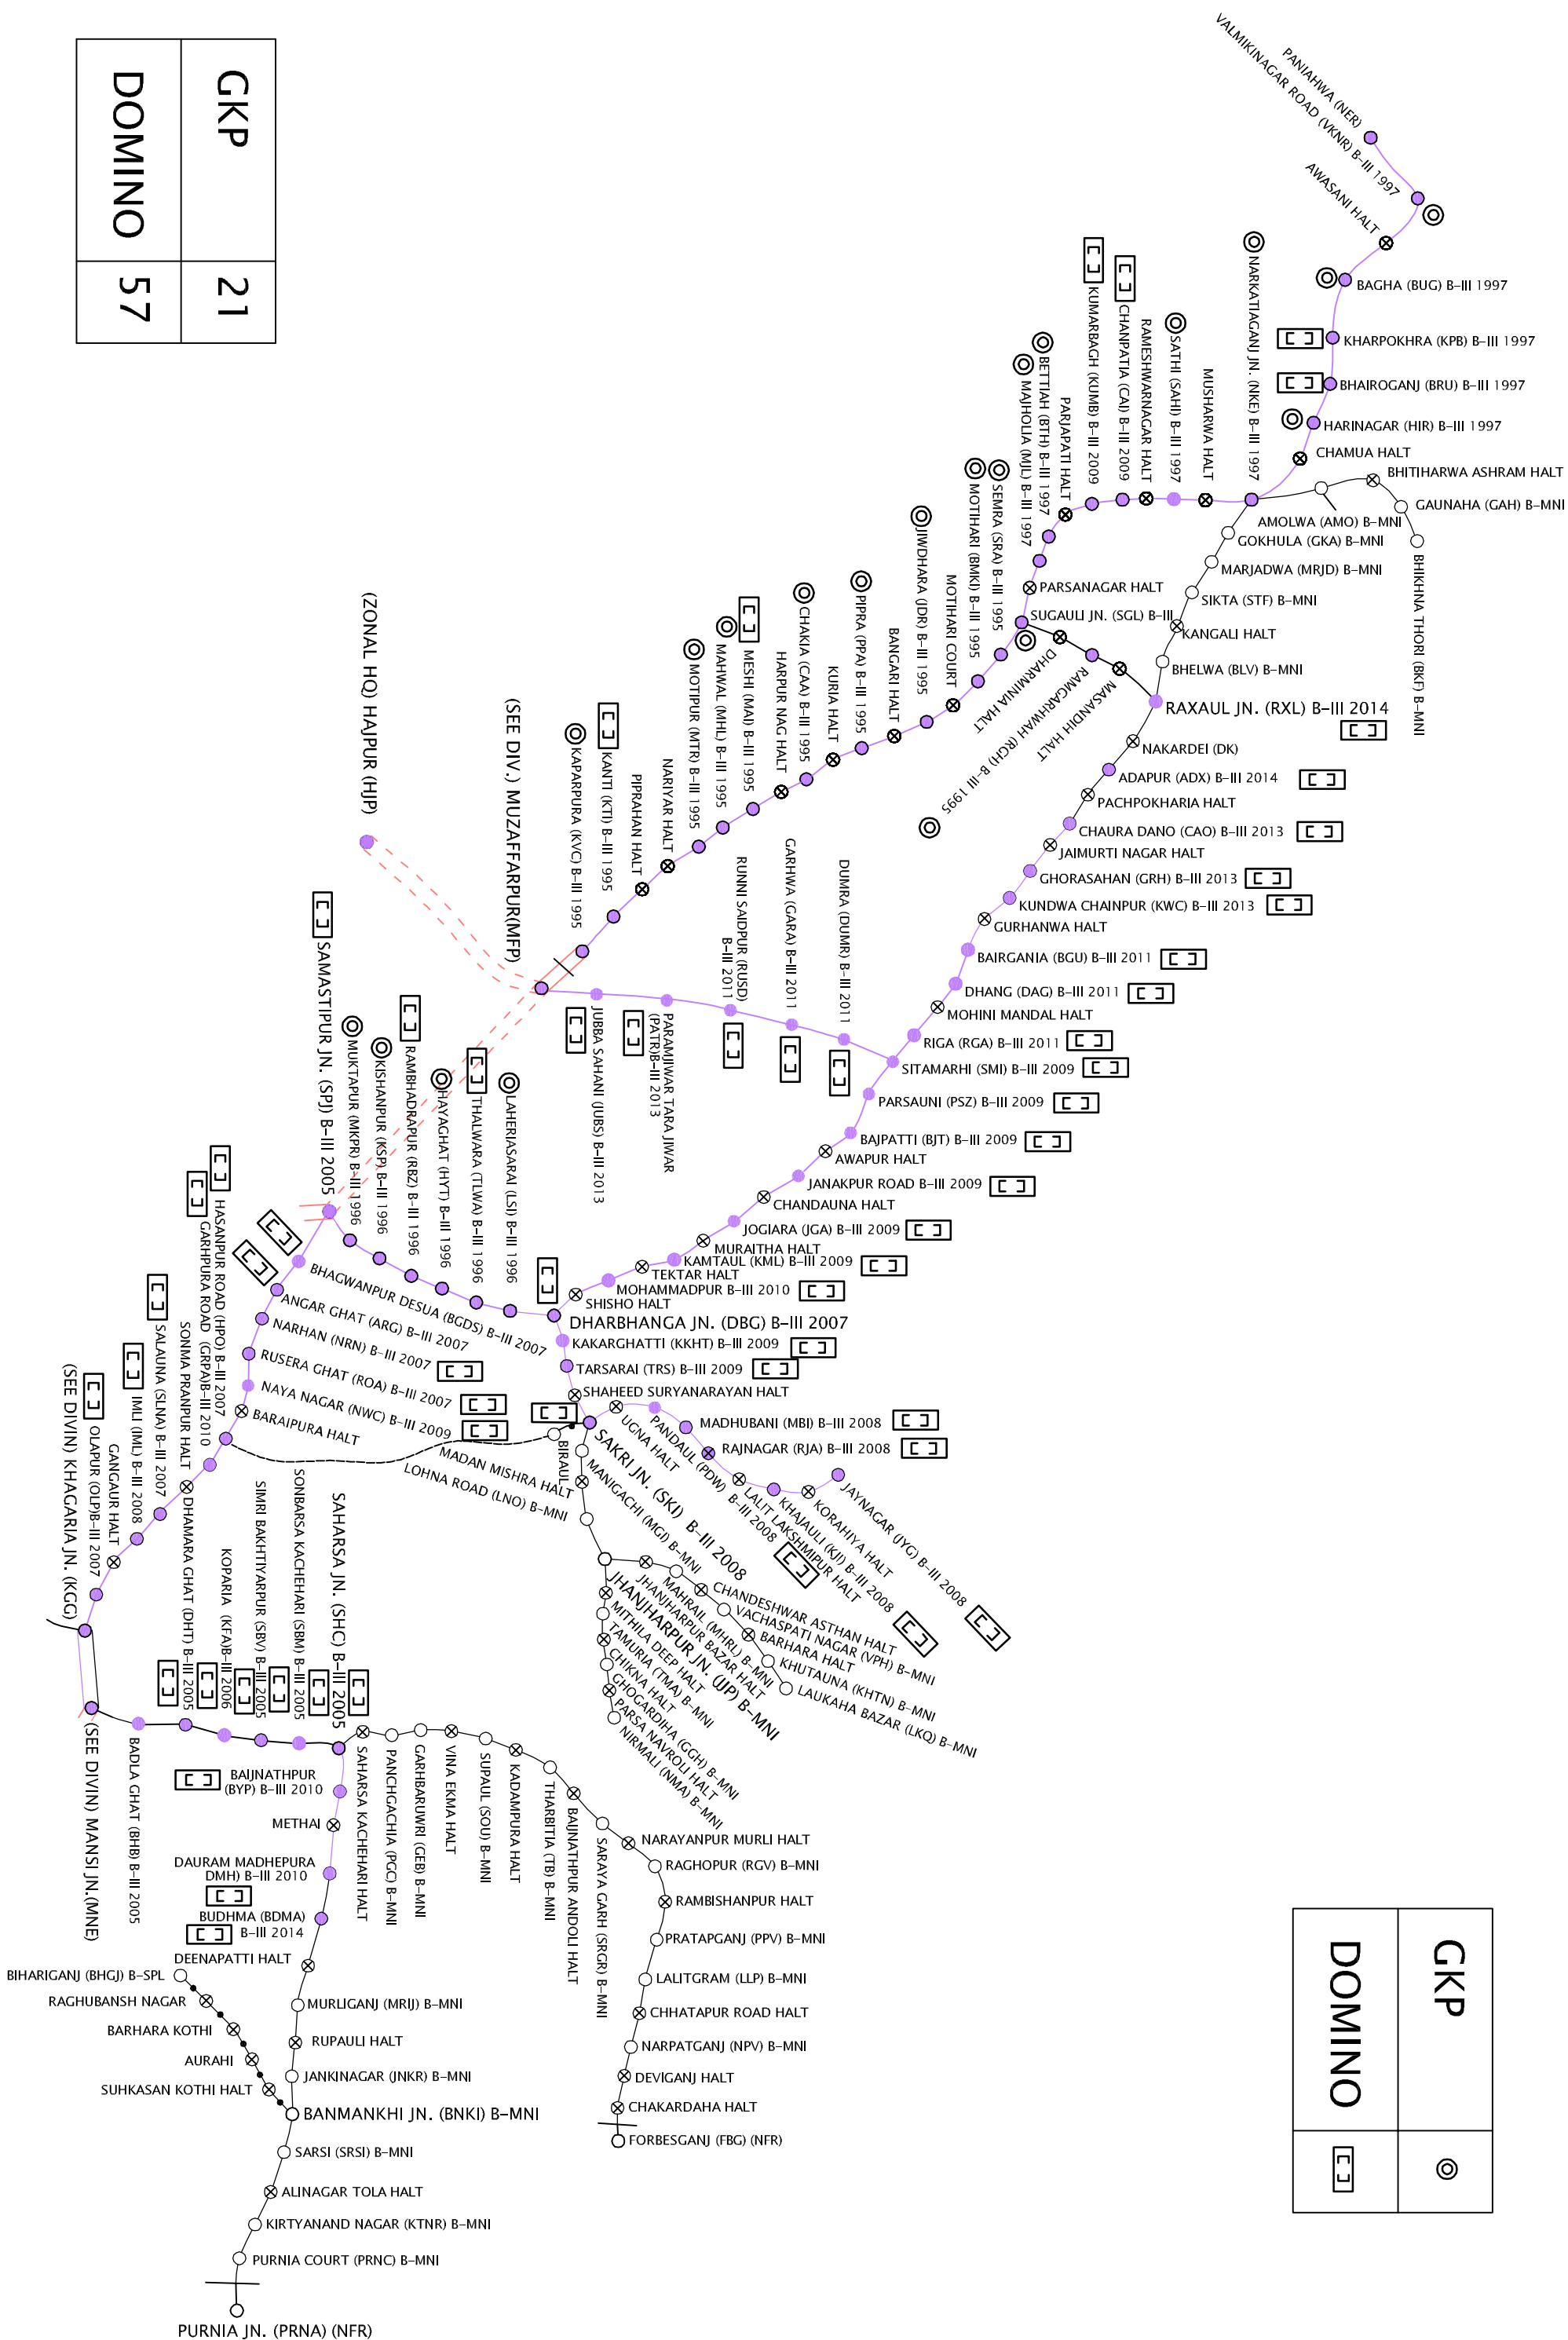 GKP 21
DOMINO 57
PANIAHWA (NER)
VALMIKINAGAR ROAD (VKNR) B-III 1997
AWASANI HALT
BAGHA (BUG) B-III 1997
KHARPOKHRA (KPB) B-III 1997
BHAIROGANJ (BRU) B-III 1997
HARINAGAR (HIR) B-III 1997
CHAMUA HALT
NARKATIAGANJ JN. (NKE) B-III 1997
BHITIHARWA ASHRAM HALT
GAUNAHA (GAH) B-MNI
AMOLWA (AMO) B-MNI
BHIKHNA THORI (BKF) B-MNI
GOKHULA (GKA) B-MNI
MARJADWA (MRJD) B-MNI
SIKTA (STF) B-MNI
KANGALI HALT
BHELWA (BLV) B-MNI
MUSHARWA HALT
SATHI (SAHI) B-III 1997
RAMESHWARNAGAR HALT
CHANPATIA (CAI) B-III 2009
KUMARBAGH (KUMB) B-III 2009
PARJAPATI HALT
BETTIAH (BTH) B-III 1997
MAJHOLIA (MJL) B-III 1997
PARSANAGAR HALT
SUGAULI JN. (SGL) B-III
DHARMINIA HALT
RAMGARHWAH (RGH) B-III 1995
MASANDIH HALT
RAXAUL JN. (RXL) B-III 2014
SEMRA (SRA) B-III 1995
MOTIHARI (BMKI) B-III 1995
MOTIHARI COURT
JIWDHARA (JDR) B-III 1995
BANGARI HALT
PIPRA (PPA) B-III 1995
KURIA HALT
CHAKIA (CAA) B-III 1995
HARPUR NAG HALT
MESHI (MAI) B-III 1995
MAHWAL (MHL) B-III 1995
MOTIPUR (MTR) B-III 1995
NARIYAR HALT
PIPRAHAN HALT
KANTI (KTI) B-III 1995
KAPARPURA (KVC) B-III 1995
(SEE DIV.) MUZAFFARPUR(MFP)
(ZONAL HQ) HAJPUR (HJP)
NAKARDEI (DK)
ADAPUR (ADX) B-III 2014
PACHPOKHARIA HALT
CHAURA DANO (CAO) B-III 2013
JAIMURTI NAGAR HALT
GHORASAHAN (GRH) B-III 2013
KUNDWA CHAINPUR (KWC) B-III 2013
GURHANWA HALT
BAIRGANIA (BGU) B-III 2011
DHANG (DAG) B-III 2011
MOHINI MANDAL HALT
RIGA (RGA) B-III 2011
SITAMARHI (SMI) B-III 2009
PARSAUNI (PSZ) B-III 2009
BAJPATTI (BJT) B-III 2009
AWAPUR HALT
JANAKPUR ROAD B-III 2009
CHANDAUNA HALT
JOGIARA (JGA) B-III 2009
MURAITHA HALT
KAMTAUL (KML) B-III 2009
TEKTAR HALT
MOHAMMADPUR B-III 2010
SHISHO HALT
DUMRA (DUMR) B-III 2011
GARHWA (GARA) B-III 2011
RUNNI SAIDPUR (RUSD)
B-III 2011
PARAMJIWAR TARA JIWAR
(PATR)B-III 2013
JUBBA SAHANI (JUBS) B-III 2013
SAMASTIPUR JN. (SPJ) B-III 2005
MUKTAPUR (MKPR) B-III 1996
KISHANPUR (KSP) B-III 1996
RAMBHADRAPUR (RBZ) B-III 1996
HAYAGHAT (HYT) B-III 1996
THALWARA (TLWA) B-III 1996
LAHERIASARAI (LSI) B-III 1996
DHARBHANGA JN. (DBG) B-III 2007
KAKARGHATTI (KKHT) B-III 2009
TARSARAI (TRS) B-III 2009
SHAHEED SURYANARAYAN HALT
SAKRI JN. (SKI) B-III 2008
UGNA HALT
PANDAUL (PDW) B-III 2008
MADHUBANI (MBI) B-III 2008
RAJNAGAR (RJA) B-III 2008
LALIT LAKSHMIPUR HALT
KHAJAULI (KJI) B-III 2008
KORAHIYA HALT
JAYNAGAR (JYG) B-III 2008
BIRAUL
MANIGACHI (MGI) B-MNI
MADAN MISHRA HALT
LOHNA ROAD (LNO) B-MNI
JHANJHARPUR JN. (JJP) B-MNI
JHANJHARPUR BAZAR HALT
MAHRAIL (MHRL) B-MNI
CHANDESHWAR ASTHAN HALT
VACHASPATI NAGAR (VPH) B-MNI
BARHARA HALT
KHUTAUNA (KHTN) B-MNI
LAUKAHA BAZAR (LKQ) B-MNI
MITHILA DEEP HALT
TAMURIA (TMA) B-MNI
CHIKNA HALT
GHOGARDIHA (GGH) B-MNI
PARSA NAVROLI HALT
NIRMALI (NMA) B-MNI
BHAGWANPUR DESUA (BGDS) B-III 2007
ANGAR GHAT (ARG) B-III 2007
NARHAN (NRN) B-III 2007
RUSERA GHAT (ROA) B-III 2007
NAYA NAGAR (NWC) B-III 2009
BARAIPURA HALT
HASANPUR ROAD (HPO) B-III 2007
GARHPURA ROAD (GRPA)B-III 2010
SONMA PRANPUR HALT
SALAUNA (SLNA) B-III 2007
IMLI (IML) B-III 2008
GANGAUR HALT
OLAPUR (OLP)B-III 2007
(SEE DIVIN) KHAGARIA JN. (KGG)
(SEE DIVIN) MANSI JN.(MNE)
BADLA GHAT (BHB) B-III 2005
DHAMARA GHAT (DHT) B-III 2005
KOPARIA (KFA)B-III 2006
SIMRI BAKHTIYARPUR (SBV) B-III 2005
SONBARSA KACHEHARI (SBM) B-III 2005
SAHARSA JN. (SHC) B-III 2005
SAHARSA KACHEHARI HALT
PANCHGACHIA (PGC) B-MNI
GARHBARUWRI (GEB) B-MNI
VINA EKMA HALT
SUPAUL (SOU) B-MNI
KADAMPURA HALT
THARBITIA (TB) B-MNI
BAIJNATHPUR ANDOLI HALT
SARAYA GARH (SRGR) B-MNI
NARAYANPUR MURLI HALT
RAGHOPUR (RGV) B-MNI
RAMBISHANPUR HALT
PRATAPGANJ (PPV) B-MNI
LALITGRAM (LLP) B-MNI
CHHATAPUR ROAD HALT
NARPATGANJ (NPV) B-MNI
DEVIGANJ HALT
CHAKARDAHA HALT
FORBESGANJ (FBG) (NFR)
BAIJNATHPUR
(BYP) B-III 2010
METHAI
DAURAM MADHEPURA
DMH) B-III 2010
BUDHMA (BDMA)
B-III 2014
DEENAPATTI HALT
MURLIGANJ (MRIJ) B-MNI
RUPAULI HALT
JANKINAGAR (JNKR) B-MNI
BIHARIGANJ (BHGJ) B-SPL
RAGHUBANSH NAGAR
BARHARA KOTHI
AURAHI
SUHKASAN KOTHI HALT
BANMANKHI JN. (BNKI) B-MNI
SARSI (SRSI) B-MNI
ALINAGAR TOLA HALT
KIRTYANAND NAGAR (KTNR) B-MNI
PURNIA COURT (PRNC) B-MNI
PURNIA JN. (PRNA) (NFR)
GKP
DOMINO